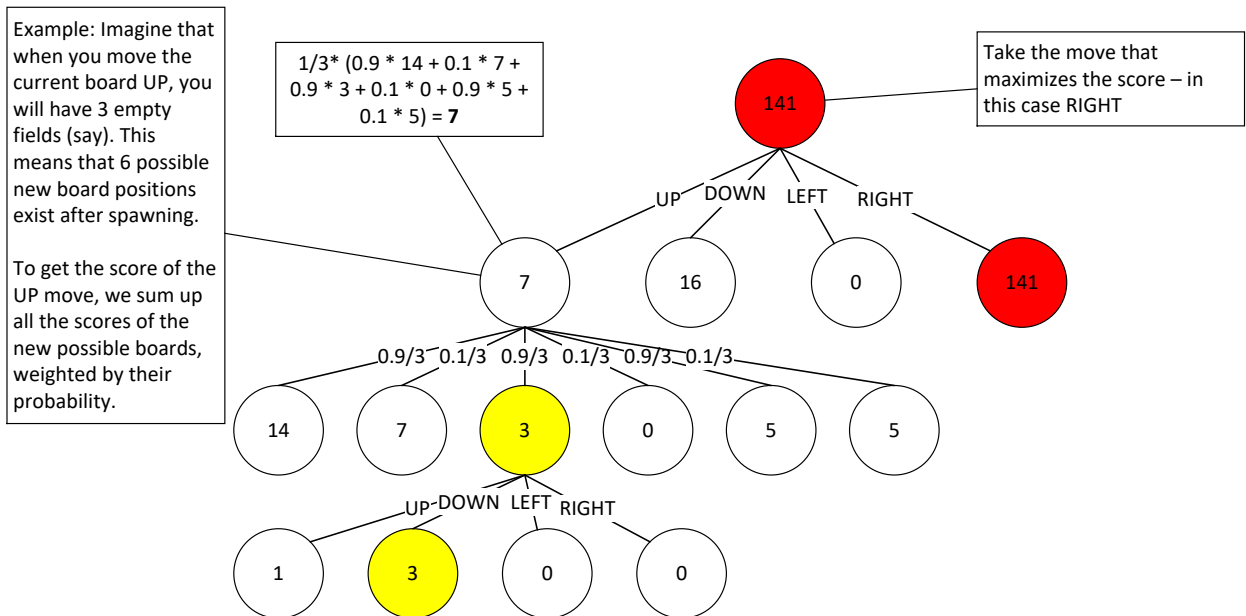 Example: Imagine that
when you move the
current board UP, you
will have 3 empty
fields (say). This
means that 6 possible
new board positions
exist after spawning.
To get the score of the
UP move, we sum up
all the scores of the
new possible boards,
weighted by their
probability.
1/3* (0.9 * 14 + 0.1 * 7 +
0.9 * 3 + 0.1 * 0 + 0.9 * 5 +
0.1 * 5) = 7
141
Take the move that
maximizes the score – in
this case RIGHT
UP DOWN LEFT RIGHT
7 16 0 141
0.9/3 0.1/3 0.9/3 0.1/3 0.9/3 0.1/3
14 7 3 0 5 5
UP DOWN LEFT RIGHT
1 3 0 0